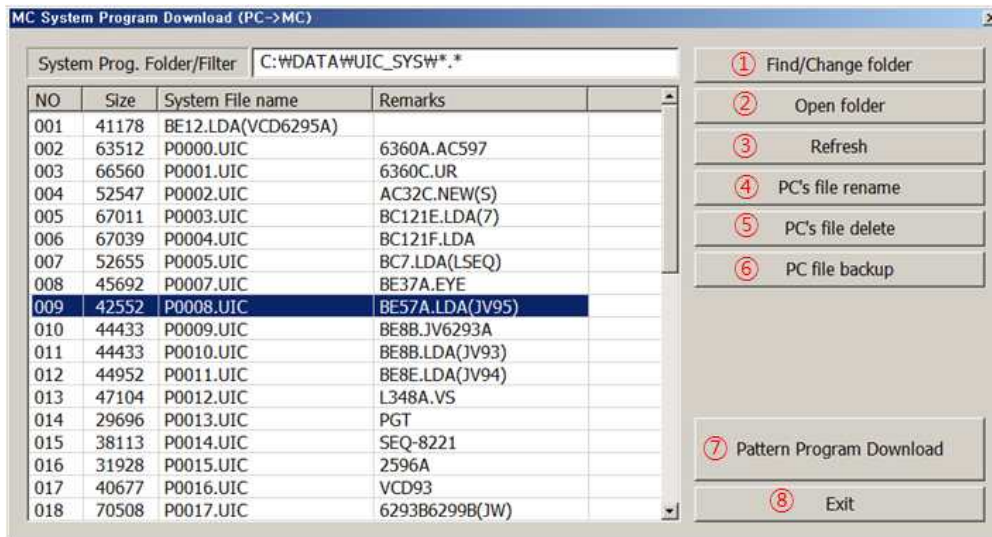 MC System Program Download (PC->MC)
System Prog. Folder/Filter C:₩DATA₩UIC_SYS₩*.*
NO Size System File name Remarks
001 41178 BE12.LDA(VCD6295A)
002 63512 P0000.UIC 6360A.AC597
003 66560 P0001.UIC 6360C.UR
004 52547 P0002.UIC AC32C.NEW(S)
005 67011 P0003.UIC BC121E.LDA(7)
006 67039 P0004.UIC BC121F.LDA
007 52655 P0005.UIC BC7.LDA(LSEQ)
008 45692 P0007.UIC BE37A.EYE
009 42552 P0008.UIC BE57A.LDA(JV95)
010 44433 P0009.UIC BE8B.JV6293A
011 44433 P0010.UIC BE8B.LDA(JV93)
012 44952 P0011.UIC BE8E.LDA(JV94)
013 47104 P0012.UIC L348A.VS
014 29696 P0013.UIC PGT
015 38113 P0014.UIC SEQ-8221
016 31928 P0015.UIC 2596A
017 40677 P0016.UIC VCD93
018 70508 P0017.UIC 6293B6299B(JW)
① Find/Change folder
② Open folder
③ Refresh
④ PC's file rename
⑤ PC's file delete
⑥ PC file backup
⑦ Pattern Program Download
⑧ Exit